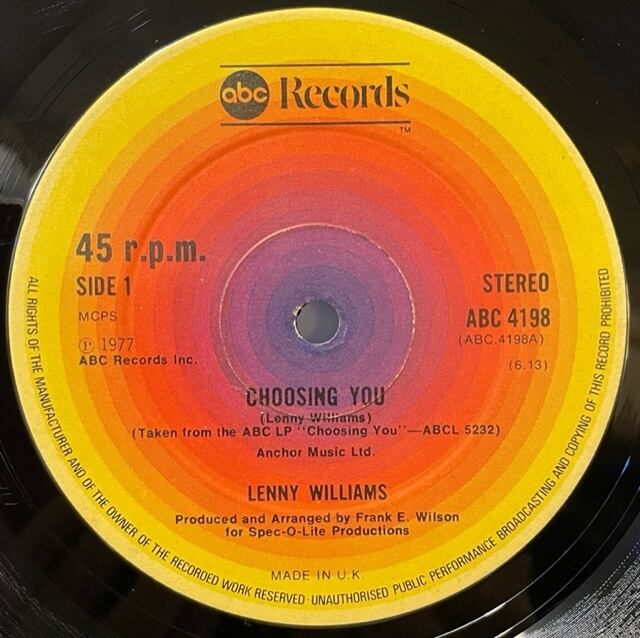 abc Records
TM
45 r.p.m.
SIDE 1
MCPS
Ⓟ 1977
ABC Records Inc.
STEREO
ABC 4198
(ABC.4198A)
(6.13)
CHOOSING YOU
(Lenny Williams)
(Taken from the ABC LP "Choosing You"—ABCL 5232)
Anchor Music Ltd.
LENNY WILLIAMS
Produced and Arranged by Frank E. Wilson
for Spec-O-Lite Productions
MADE IN U.K.
ALL RIGHTS OF THE MANUFACTURER AND OF THE OWNER OF THE RECORDED WORK RESERVED·UNAUTHORISED PUBLIC PERFORMANCE BROADCASTING AND COPYING OF THIS RECORD PROHIBITED